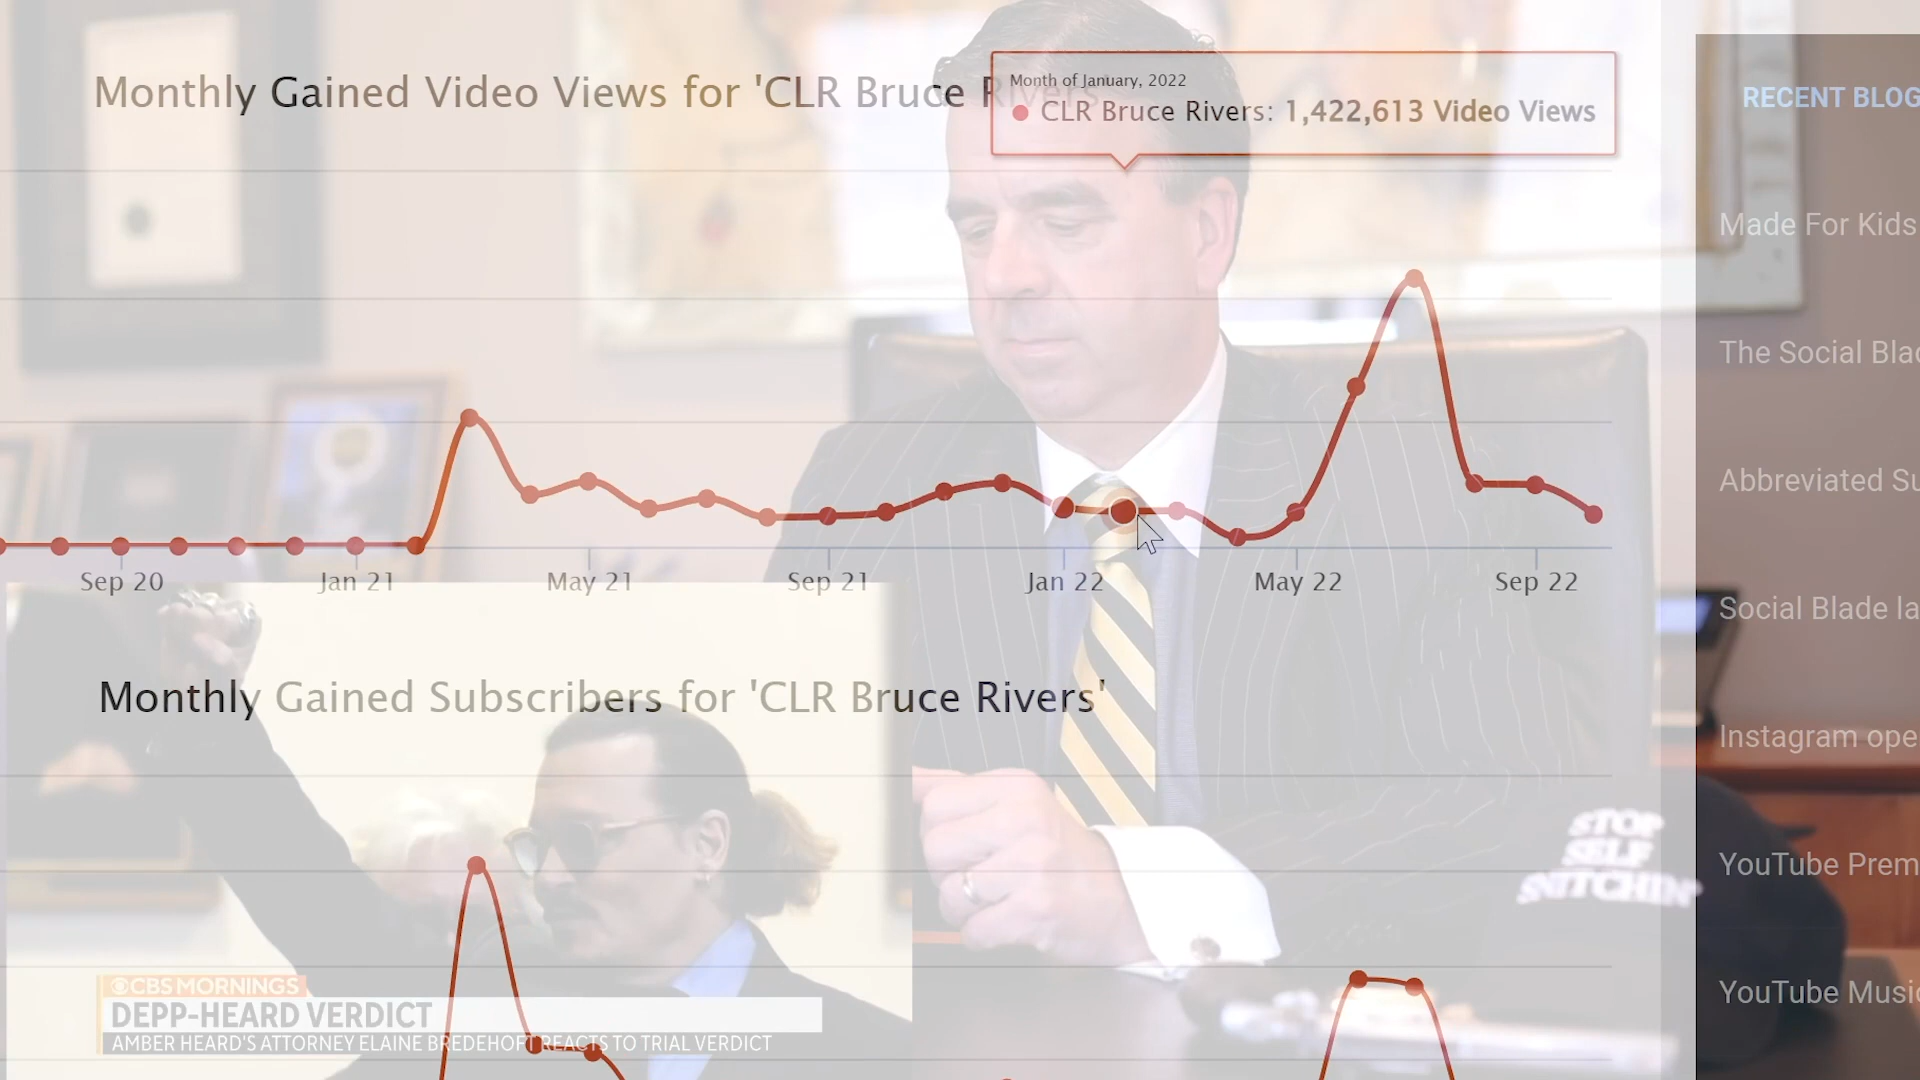 Monthly Gained Video Views for 'CLR Bruce Rivers'
Month of January, 2022
CLR Bruce Rivers: 1,422,613 Video Views
RECENT BLOG
Made For Kids
The Social Blad
Abbreviated Su
Social Blade la
Instagram ope
YouTube Prem
YouTube Music
Sep 20 Jan 21 May 21 Sep 21 Jan 22 May 22 Sep 22
Monthly Gained Subscribers for 'CLR Bruce Rivers'
STOP
SELF
SNITCHIN'
CBS MORNINGS
DEPP-HEARD VERDICT
AMBER HEARD'S ATTORNEY ELAINE BREDEHOFT REACTS TO TRIAL VERDICT